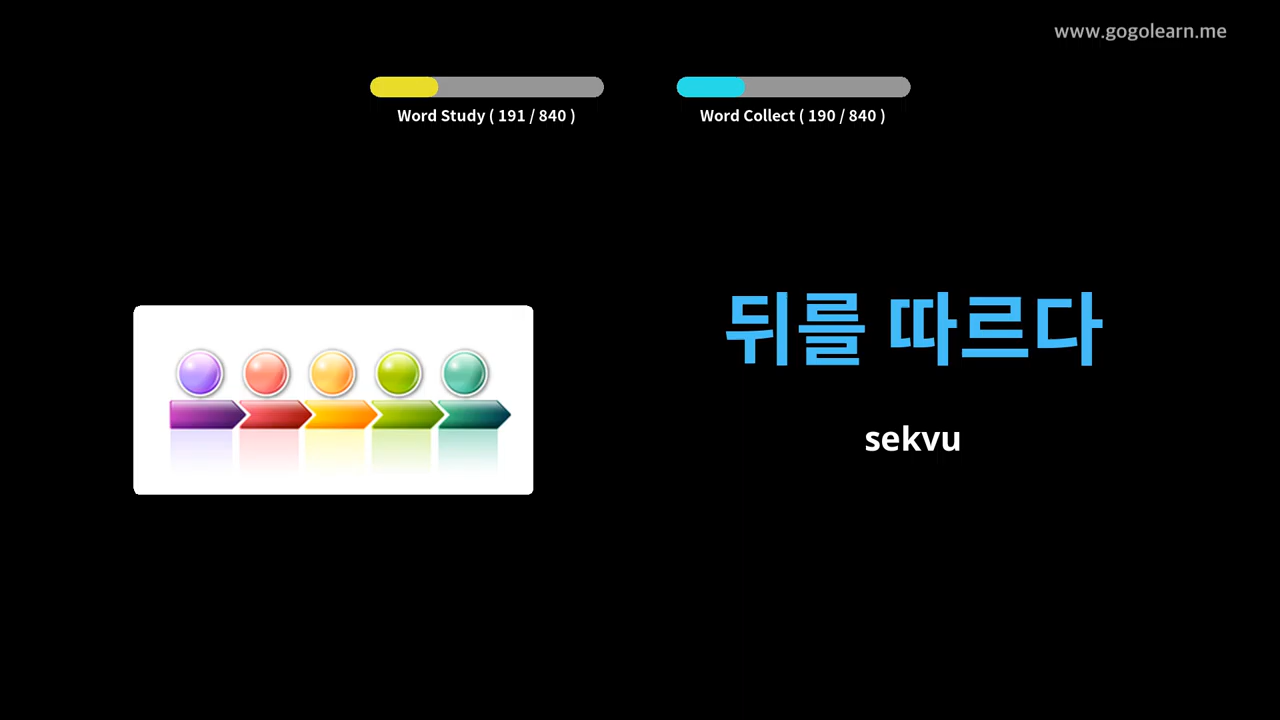 www.gogolearn.me
Word Study ( 191 / 840 )
Word Collect ( 190 / 840 )
뒤를 따르다
sekvu